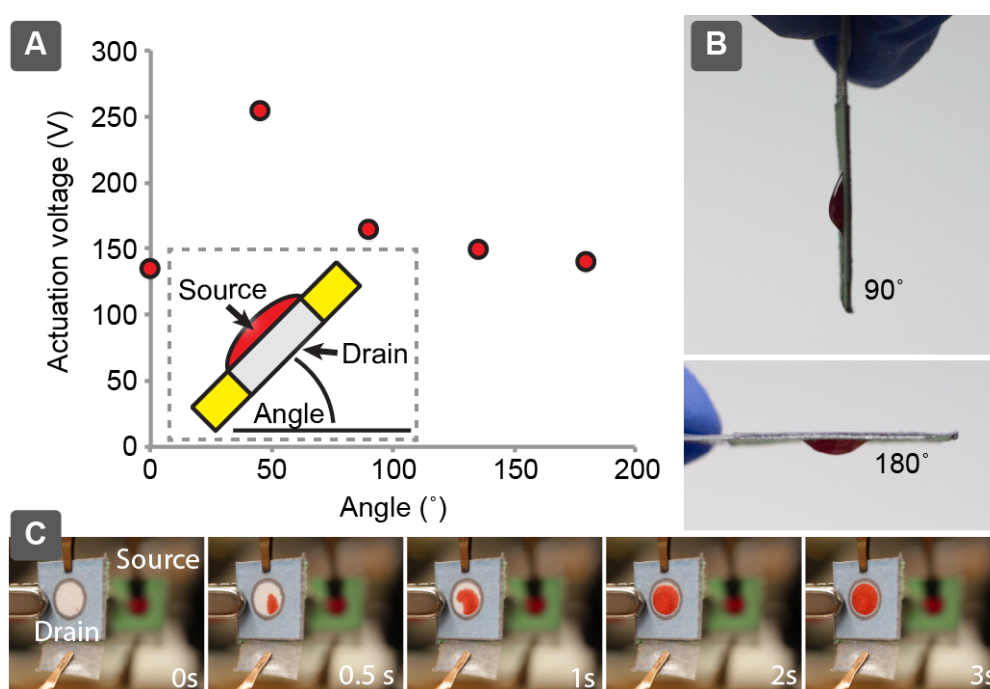 A
300
250
200
150
100
50
0
Actuation voltage (V)
0
50
100
150
200
Angle (˚)
Source
Drain
Angle
B
90˚
180˚
C
Source
Drain
0s
0.5 s
1s
2s
3s